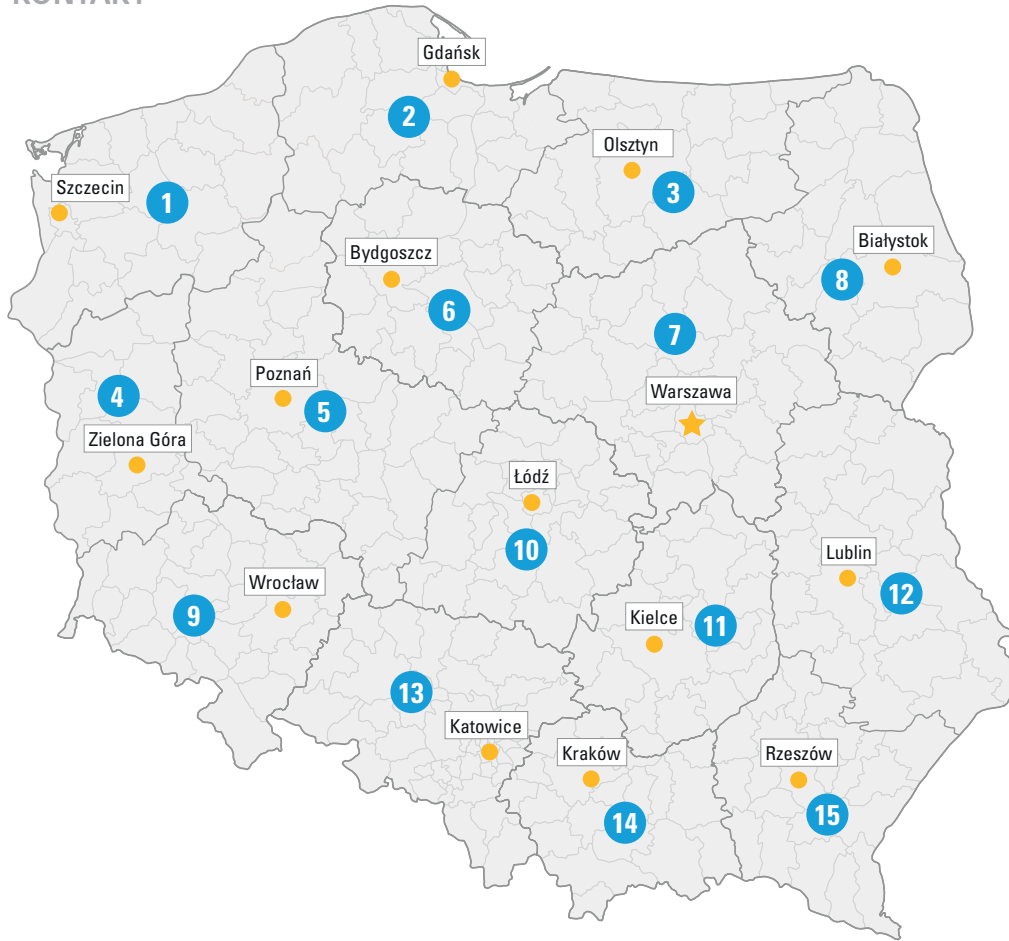 KONTAKT
Gdańsk
2
Olsztyn
3
Szczecin
1
Białystok
8
Bydgoszcz
6
7
Warszawa
Poznań
5
4
Zielona Góra
Łódź
10
Lublin
12
Wrocław
9
Kielce
11
13
Katowice
Kraków
14
Rzeszów
15